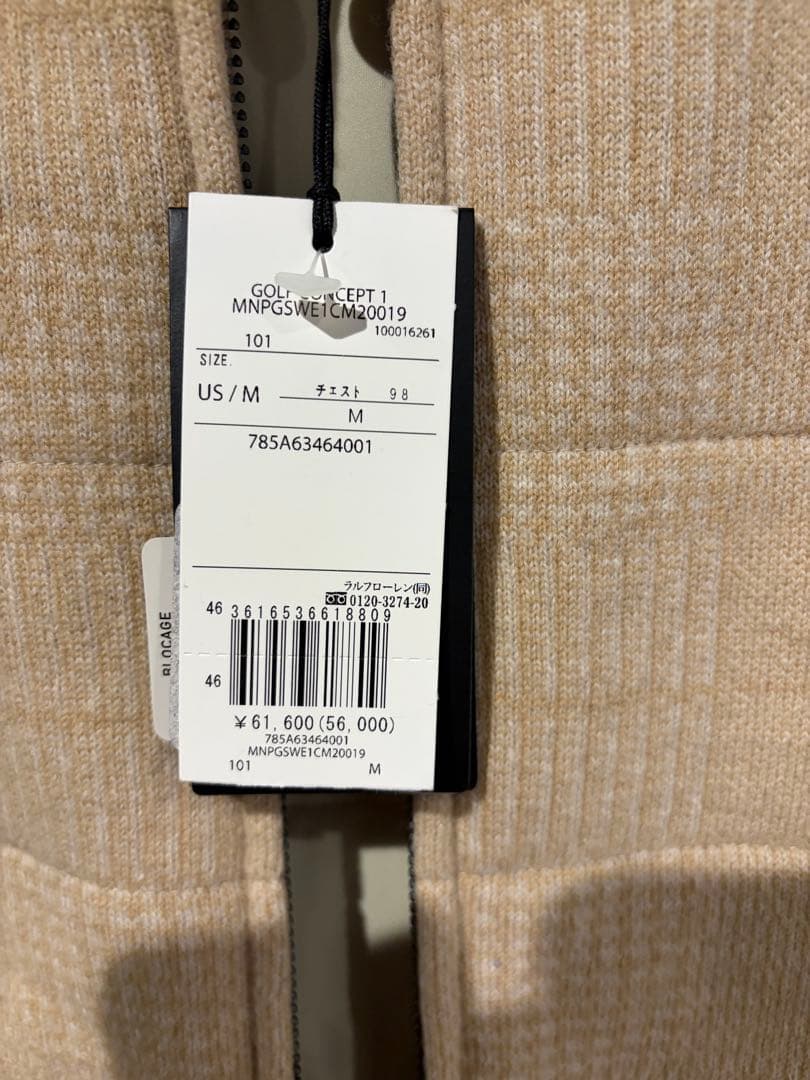 GOLF CONCEPT 1
MNPGSWE1CM20019
100016261
101
SIZE.
US / M
チェスト 98
M
785A63464001
ラルフローレン(同)
0120-3274-20
46 3616536618809
46
¥61,600(56,000)
785A63464001
MNPGSWE1CM20019
101 M
BLOCAGE